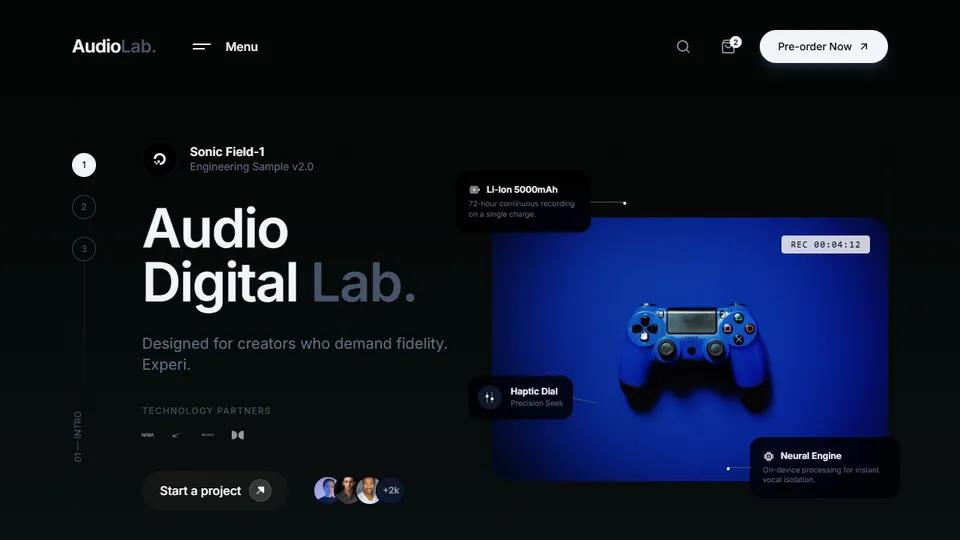 AudioLab.
Menu
2
Pre-order Now
1
2
3
01 — INTRO
Sonic Field-1
Engineering Sample v2.0
Audio
Digital Lab.
Designed for creators who demand fidelity.
Experi.
TECHNOLOGY PARTNERS
NASA
SONY
Start a project
+2k
Li-Ion 5000mAh
72-hour continuous recording
on a single charge.
REC 00:04:12
Haptic Dial
Precision Seek
Neural Engine
On-device processing for instant
vocal isolation.